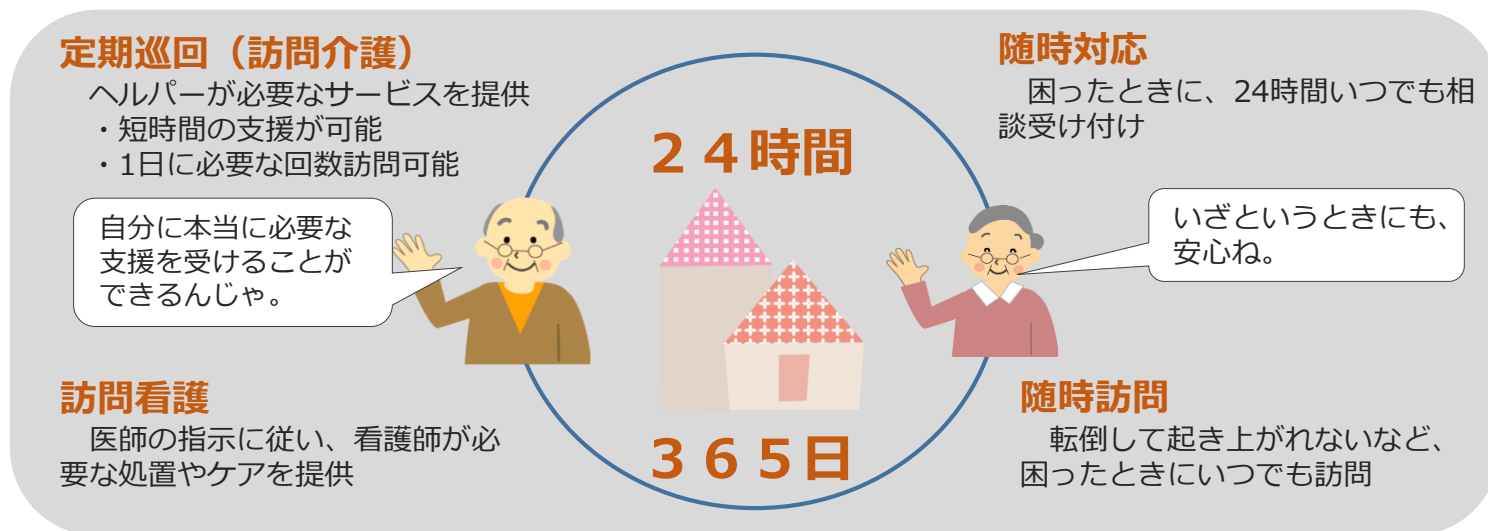 定期巡回（訪問介護）
ヘルパーが必要なサービスを提供
・短時間の支援が可能
・1日に必要な回数訪問可能
自分に本当に必要な
支援を受けることが
できるんじゃ。
訪問看護
医師の指示に従い、看護師が必
要な処置やケアを提供
２４時間
３６５日
随時対応
困ったときに、24時間いつでも相
談受け付け
いざというときにも、
安心ね。
随時訪問
転倒して起き上がれないなど、
困ったときにいつでも訪問